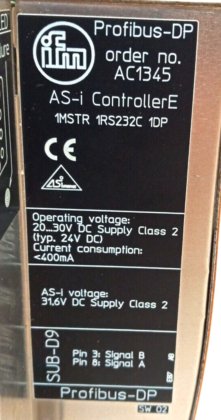 ED
lure
ifm
Profibus-DP
order no.
AC1345
AS-i ControllerE
1MSTR 1RS232C 1DP
CE
Operating voltage:
20...30V DC Supply Class 2
(typ. 24V DC)
Current consumption:
<400mA
AS-i voltage:
31,6V DC Supply Class 2
SUB-D9
Pin 3: Signal B
Pin 8: Signal A
Profibus-DP
SW 02